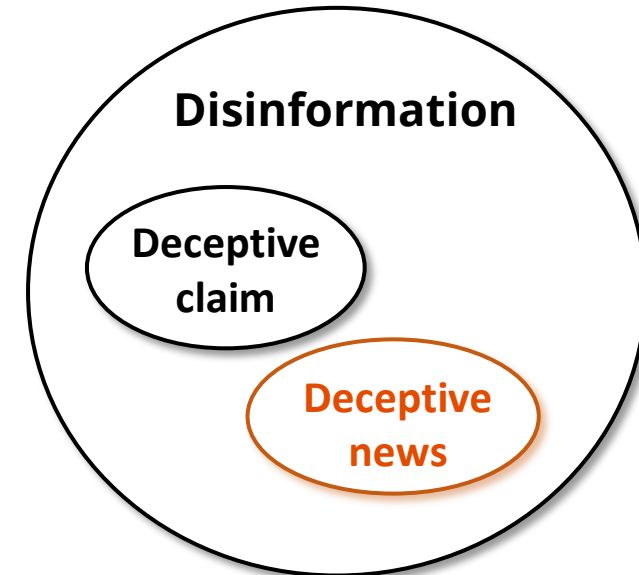 Disinformation
Deceptive
claim
Deceptive
news